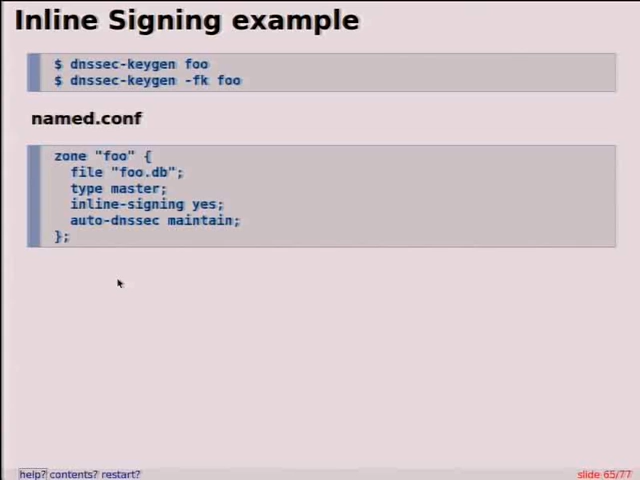 Inline Signing example
$ dnssec-keygen foo
$ dnssec-keygen -fk foo
named.conf
zone "foo" {
file "foo.db";
type master;
inline-signing yes;
auto-dnssec maintain;
};
help? contents? restart?
slide 65/77